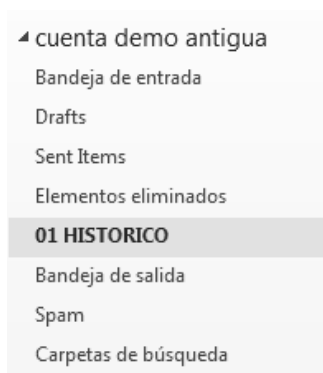 cuenta demo antigua
Bandeja de entrada
Drafts
Sent Items
Elementos eliminados
01 HISTORICO
Bandeja de salida
Spam
Carpetas de búsqueda